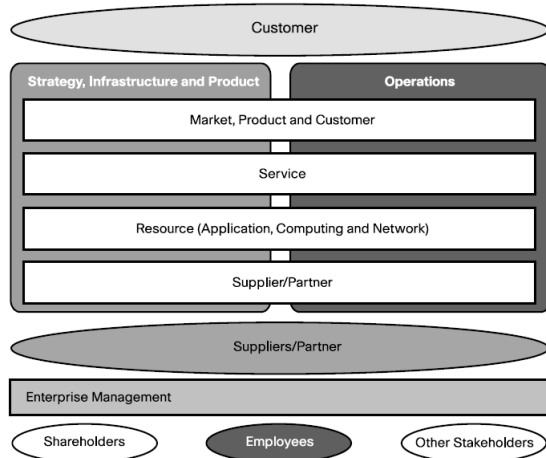 Customer
Strategy, Infrastructure and Product
Operations
Market, Product and Customer
Service
Resource (Application, Computing and Network)
Supplier/Partner
Suppliers/Partner
Enterprise Management
Shareholders
Employees
Other Stakeholders